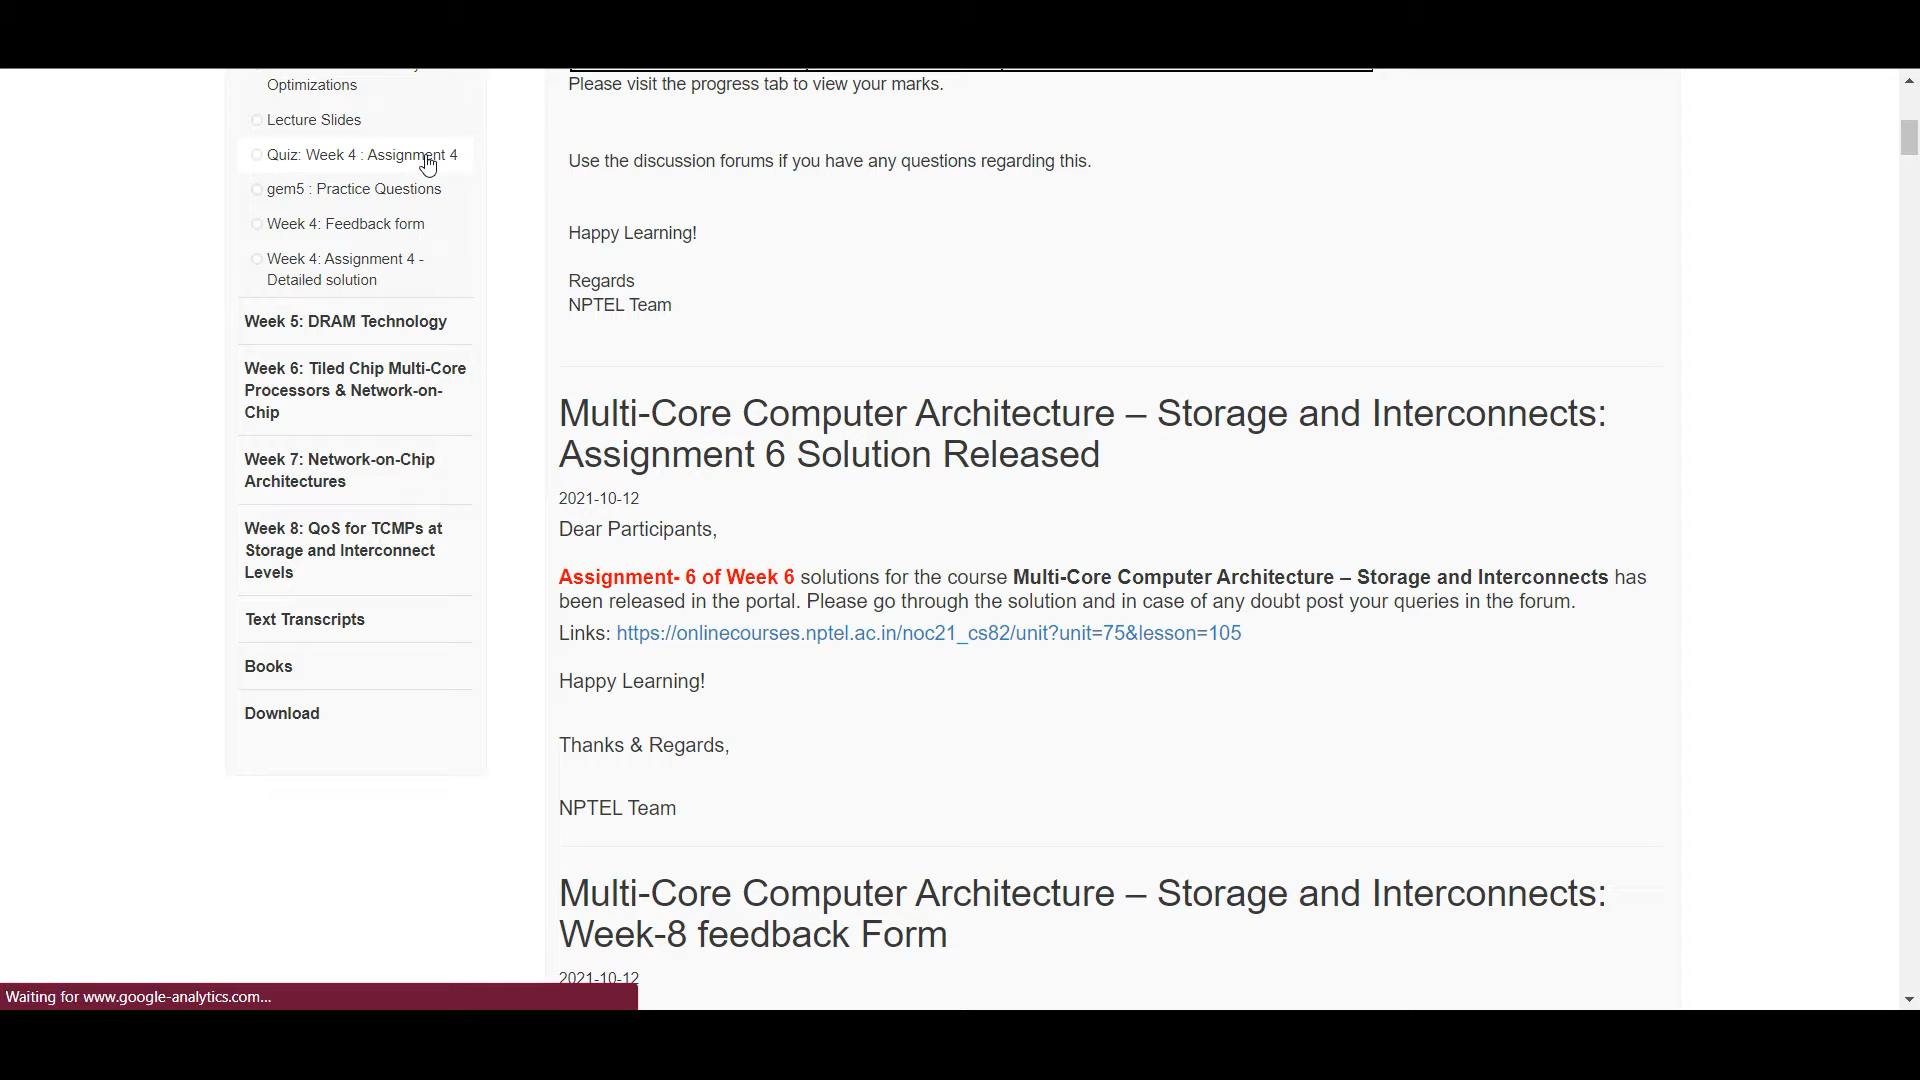 Optimizations
Lecture Slides
Quiz: Week 4 : Assignment 4
gem5 : Practice Questions
Week 4: Feedback form
Week 4: Assignment 4 -
Detailed solution
Week 5: DRAM Technology
Week 6: Tiled Chip Multi-Core
Processors & Network-on-
Chip
Week 7: Network-on-Chip
Architectures
Week 8: QoS for TCMPs at
Storage and Interconnect
Levels
Text Transcripts
Books
Download
Please visit the progress tab to view your marks.
Use the discussion forums if you have any questions regarding this.
Happy Learning!
Regards
NPTEL Team
Multi-Core Computer Architecture – Storage and Interconnects:
Assignment 6 Solution Released
2021-10-12
Dear Participants,
Assignment- 6 of Week 6 solutions for the course Multi-Core Computer Architecture – Storage and Interconnects has
been released in the portal. Please go through the solution and in case of any doubt post your queries in the forum.
Links: https://onlinecourses.nptel.ac.in/noc21_cs82/unit?unit=75&lesson=105
Happy Learning!
Thanks & Regards,
NPTEL Team
Multi-Core Computer Architecture – Storage and Interconnects:
Week-8 feedback Form
2021-10-12
Waiting for www.google-analytics.com...